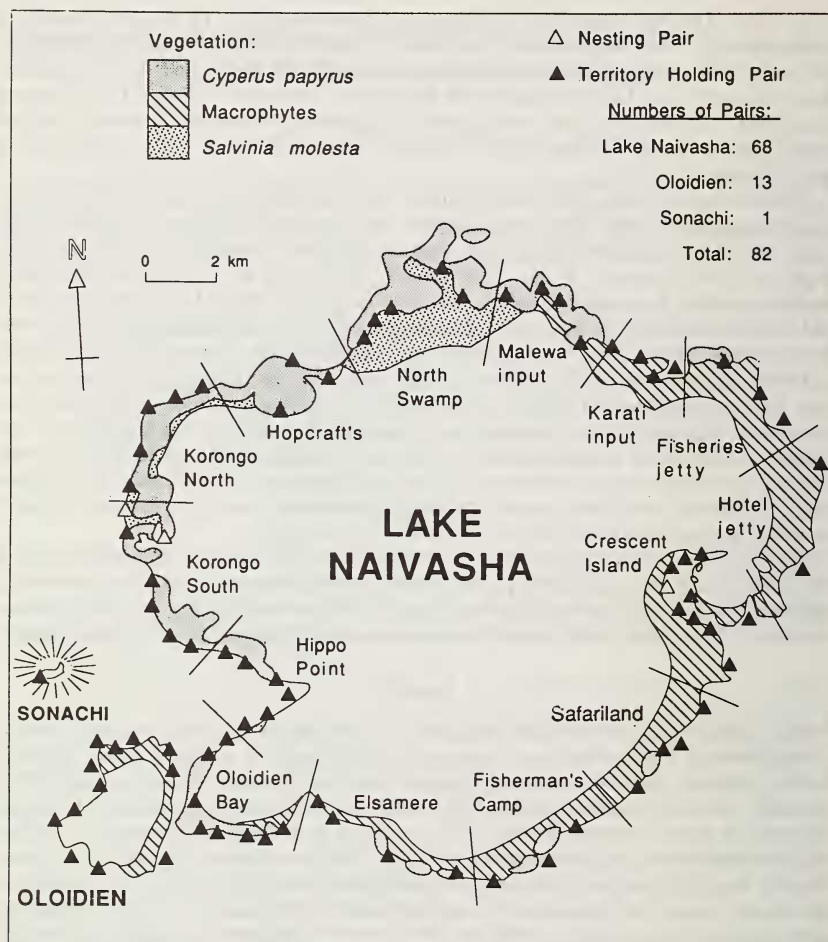 Vegetation:
Cyperus papyrus
Macrophytes
Salvinia molesta
Nesting Pair
Territory Holding Pair
Numbers of Pairs:
Lake Naivasha: 68
Oloidien: 13
Sonachi: 1
Total: 82
N
0 2 km
North
Swamp
Malewa
input
Karati
input
Fisheries
jetty
Hopcraft's
Korongo
North
Hotel
jetty
LAKE
NAIVASHA
Crescent
Island
Korongo
South
Hippo
Point
SONACHI
Safariland
Oloidien
Bay
Elsamere
Fisherman's
Camp
OLOIDIEN